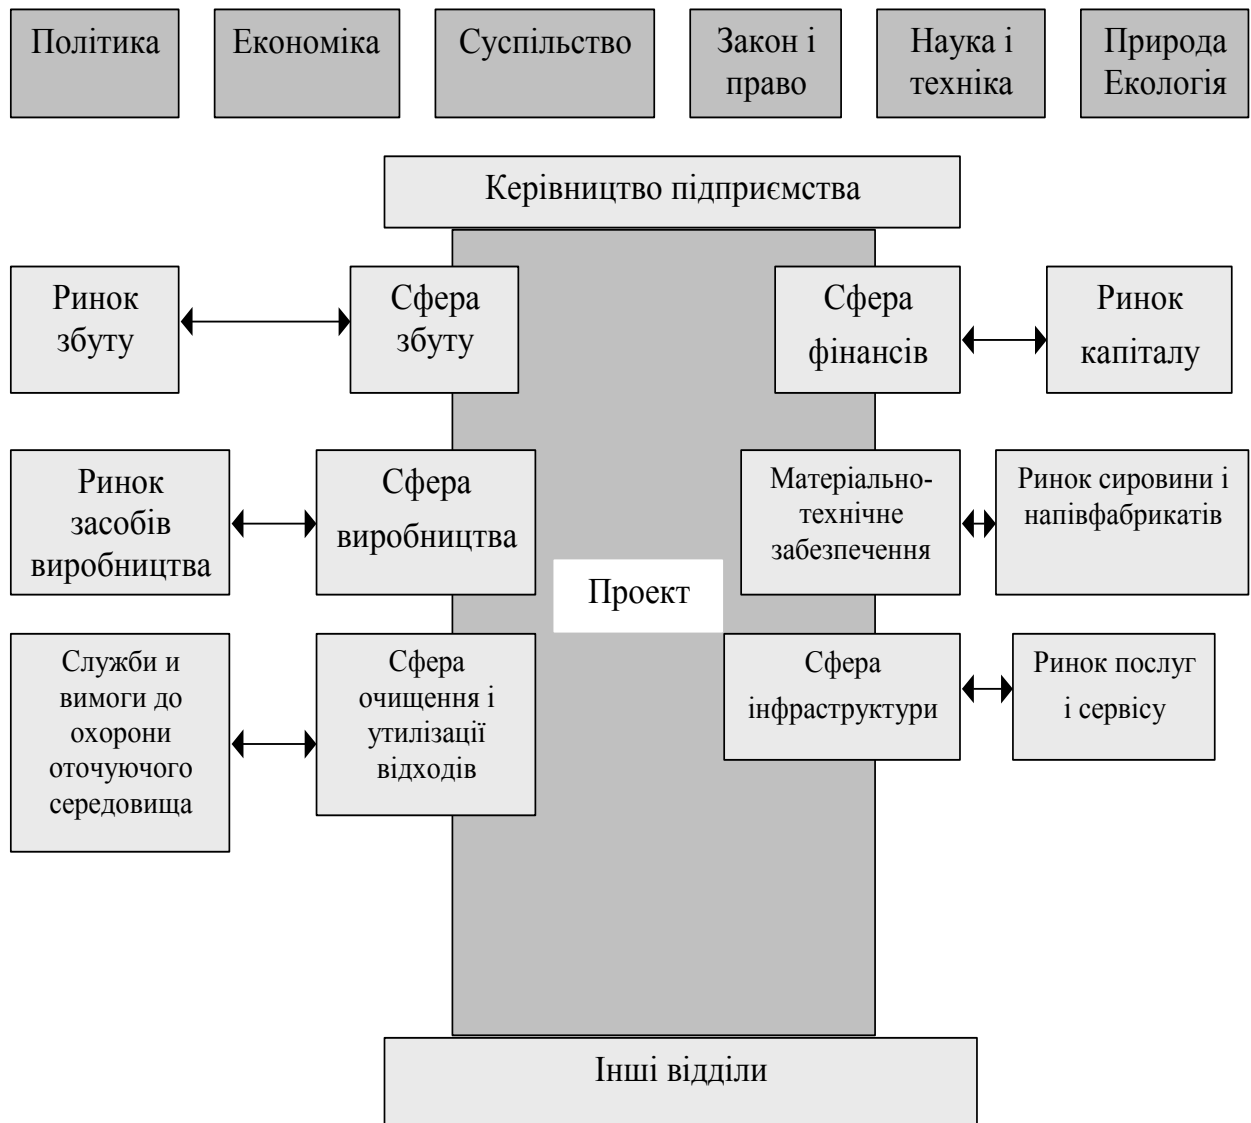 Політика
Економіка
Суспільство
Закон і
право
Наука і
техніка
Природа
Екологія
Керівництво підприємства
Ринок
збуту
Сфера
збуту
Сфера
фінансів
Ринок
капіталу
Ринок
засобів
виробництва
Сфера
виробництва
Матеріально-
технічне
забезпечення
Ринок сировини і
напівфабрикатів
Проект
Служби и
вимоги до
охорони
оточуючого
середовища
Сфера
очищення і
утилізації
відходів
Сфера
інфраструктури
Ринок послуг
і сервісу
Інші відділи